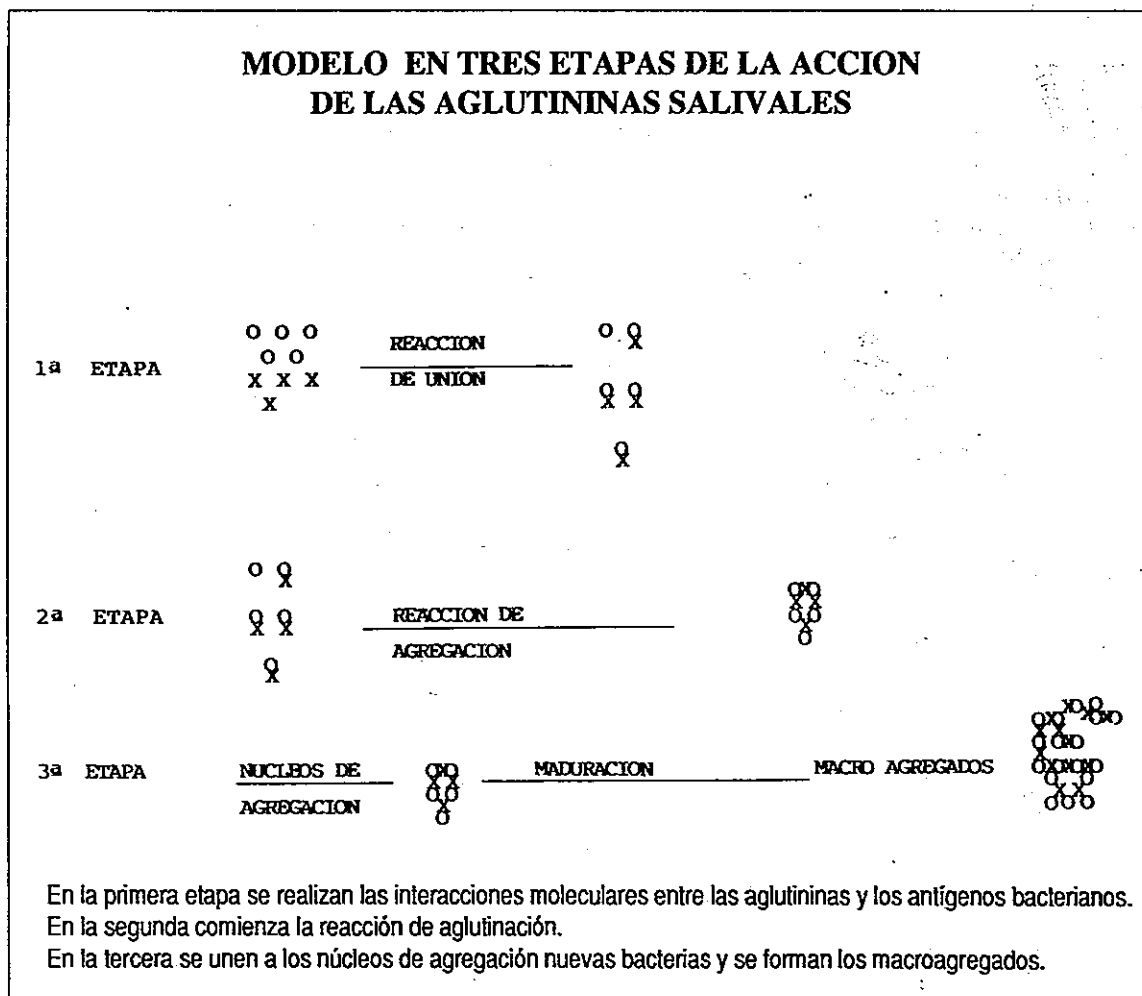 MODELO EN TRES ETAPAS DE LA ACCION
DE LAS AGLUTININAS SALIVALES
O O O
O O
X X X
X
1ª ETAPA
REACCION
DE UNION
O O
X
O O
X X
O
X
2ª ETAPA
O O
X
O O
X X
O
X
REACCION DE
AGREGACION
OXO
X X
O O
X
O
3ª ETAPA
NUCLEOS DE
AGREGACION
OXO
X X
O O
X
O
MADURACION
MACRO AGREGADOS
En la primera etapa se realizan las interacciones moleculares entre las aglutininas y los antígenos bacterianos.
En la segunda comienza la reacción de aglutinación.
En la tercera se unen a los núcleos de agregación nuevas bacterias y se forman los macroagregados.